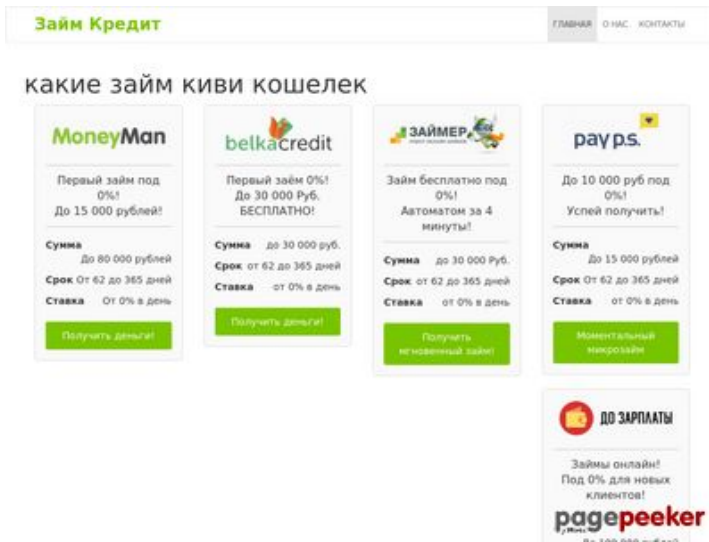 Займ Кредит
ГЛАВНАЯ О НАС КОНТАКТЫ
какие займ киви кошелек
MoneyMan
Первый займ под
0%!
До 15 000 рублей!
Сумма
До 80 000 рублей
Срок От 62 до 365 дней
Ставка От 0% в день
Получить деньги!
belkacredit
Первый заём 0%!
До 30 000 Руб.
БЕСПЛАТНО!
Сумма до 30 000 руб.
Срок от 62 до 365 дней
Ставка от 0% в день
Получить деньги!
ЗАЙМЕР
Займ бесплатно под
0%!
Автоматом за 4
минуты!
Сумма до 30 000 Руб.
Срок от 62 до 365 дней
Ставка от 0% в день
Получить
мгновенный займ!
pay p.s.
До 10 000 руб под
0%!
Успей получить!
Сумма
До 15 000 рублей
Срок От 62 до 365 дней
Ставка От 0% в день
Моментальный
микрозайм
ДО ЗАРПЛАТЫ
Займы онлайн!
Под 0% для новых
клиентов!
pagepeeker
До 100 000 рублей